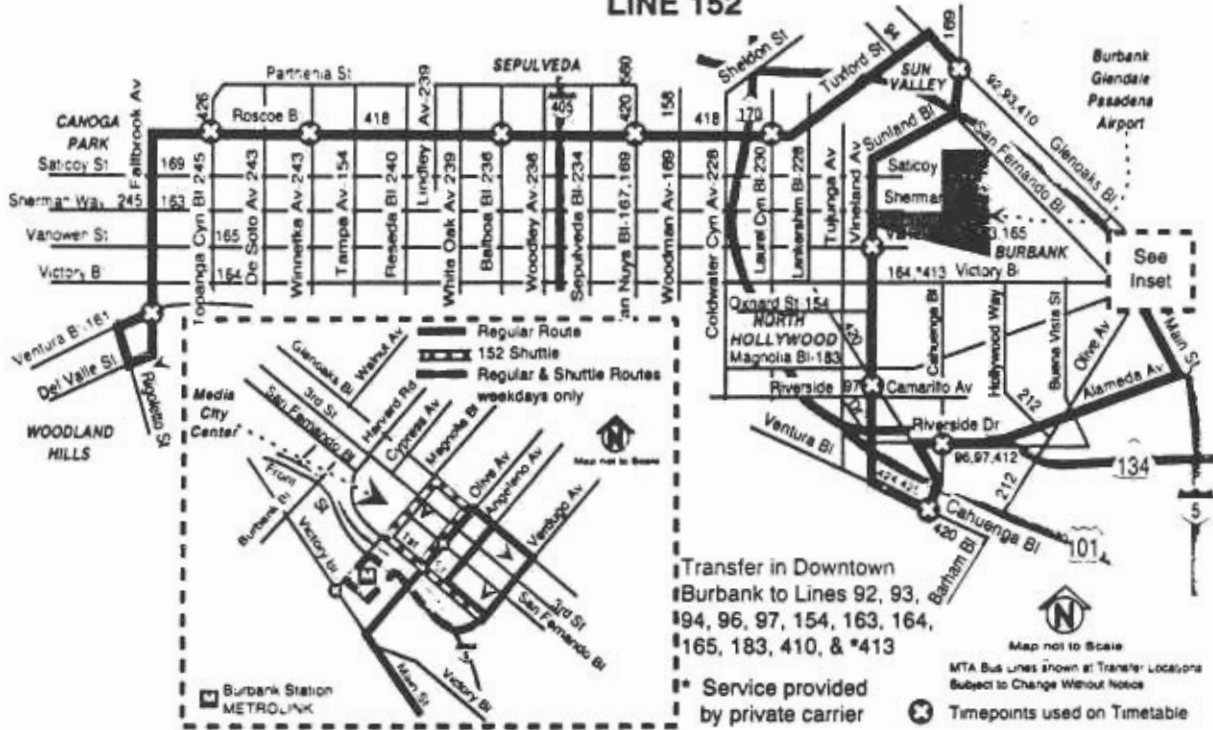 LINE 152
Parthenia St
SEPULVEDA
Sheldon St
Tuxford St
94
169
SUN
VALLEY
92,93,410
Glenoaks Bl
Burbank
Glendale
Pasadena
Airport
CANOGA
PARK
Fallbrook Av
426
Roscoe B
418
Lindley Av-239
405
560
420
158
418
170
Sunland Bl
San Fernando Bl
Saticoy St
169
Saticoy
Sherman Way
245
163
Sherman
Vanowen St
165
Victory B
164
Topanga Cyn Bl 245
De Soto Av 243
Winnetka Av-243
Tampa Av-154
Reseda Bl 240
White Oak Av 239
Balboa Bl-236
Woodley Av-236
Sepulveda Bl-234
an Nuys Bl-167,169
Woodman Av-169
Coldwater Cyn Av-228
Laurel Cyn Bl-230
Lankershim Bl-228
Tujunga Av
Vineland Av
3,165
BURBANK
164,*413
Victory B
See
Inset
Oxnard St-154
NORTH
HOLLYWOOD
Magnolia Bl-183
420
Cahuenga Bl
Hollywood Way
Buena Vista St
Olive Av
Main St
Alameda Av
Riverside
97
Camarillo Av
Riverside Dr
212
96,97,412
134
5
Ventura Bl
212
Cahuenga Bl
420
Barham Bl
101
Ventura B-161
Del Valle St
Rigoletto St
WOODLAND
HILLS
Regular Route
152 Shuttle
Regular & Shuttle Routes
weekdays only
Glenoaks Bl
Walnut Av
3rd St
San Fernando Bl
Harvard Rd
Cypress Av
Magnolia Bl
Media
City
Center
N
Map not to Scale
Olive Av
Angeleno Av
Verdugo Av
Front
St
Burbank Bl
Victory Bl
1st
3rd St
San Fernando Bl
Main St
Victory Bl
Burbank Station
METROLINK
Transfer in Downtown
Burbank to Lines 92, 93,
94, 96, 97, 154, 163, 164,
165, 183, 410, & *413
* Service provided
by private carrier
N
Map not to Scale
MTA Bus Lines shown at Transfer Locations
Subject to Change Without Notice
Timepoints used on Timetable